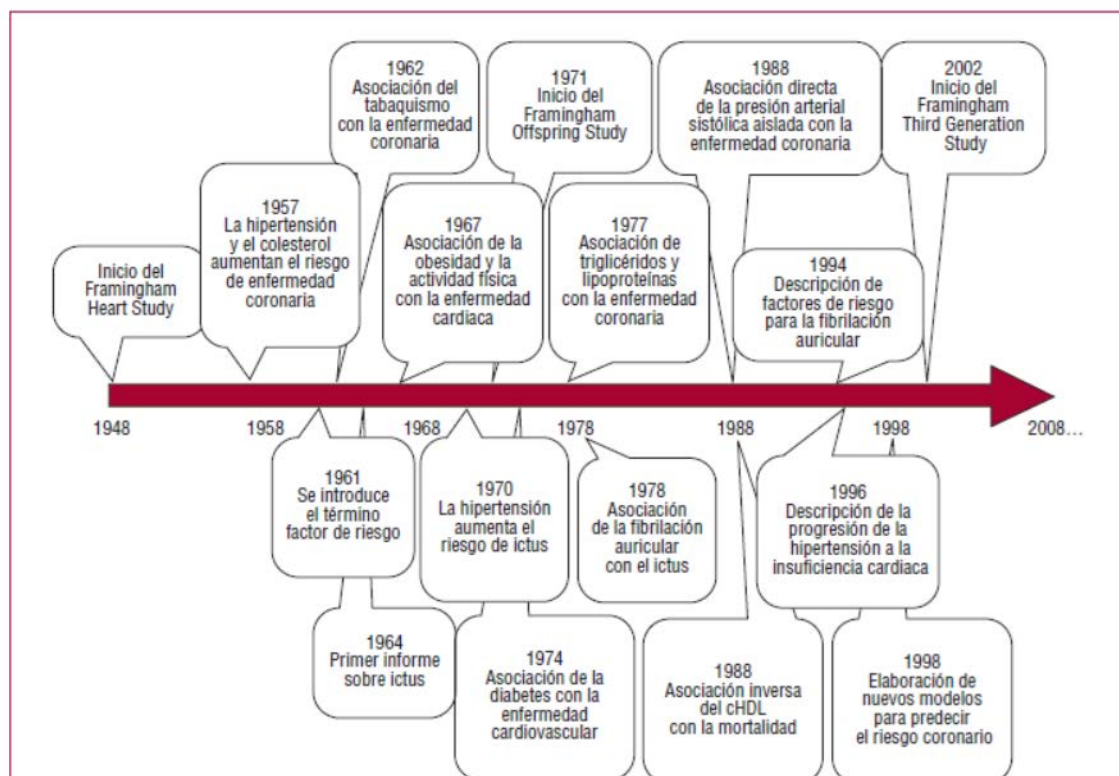 1962
Asociación del
tabaquismo
con la enfermedad
coronaria
1971
Inicio del
Framingham
Offspring Study
1988
Asociación directa
de la presión arterial
sistólica aislada con la
enfermedad coronaria
2002
Inicio del
Framingham
Third Generation
Study
1957
La hipertensión
y el colesterol
aumentan el riesgo
de enfermedad
coronaria
1967
Asociación de la
obesidad y la
actividad física
con la enfermedad
cardiaca
1977
Asociación de
triglicéridos y
lipoproteínas
con la enfermedad
coronaria
Inicio del
Framingham
Heart Study
1994
Descripción de
factores de riesgo
para la fibrilación
auricular
1948
1958
1968
1978
1988
1998
2008...
1961
Se introduce
el término
factor de riesgo
1970
La hipertensión
aumenta el
riesgo de ictus
1978
Asociación
de la fibrilación
auricular
con el ictus
1996
Descripción de la
progresión de la
hipertensión a la
insuficiencia cardiaca
1964
Primer informe
sobre ictus
1974
Asociación de la
diabetes con la
enfermedad
cardiovascular
1988
Asociación inversa
del cHDL
con la mortalidad
1998
Elaboración de
nuevos modelos
para predecir
el riesgo coronario